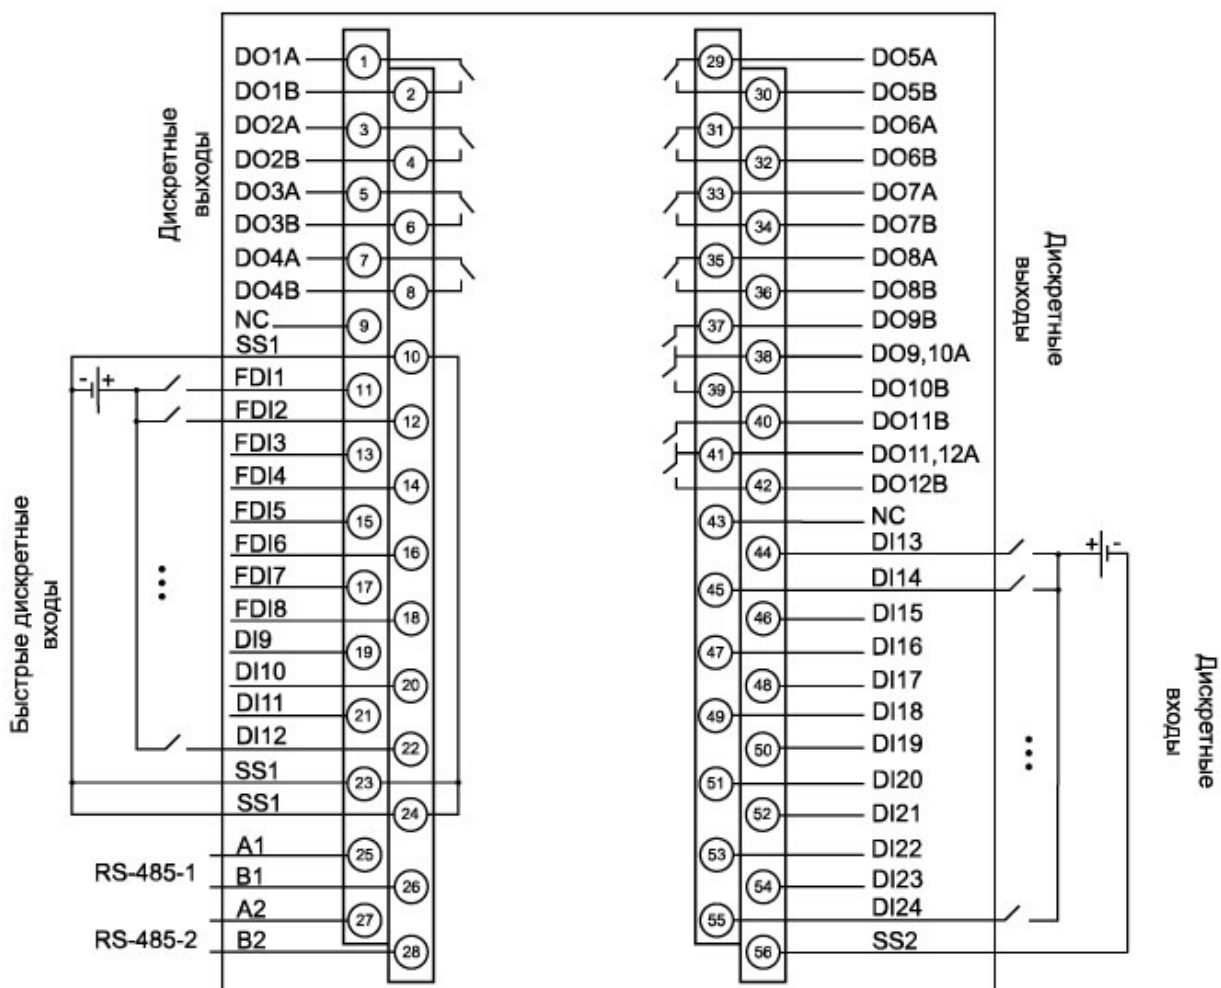 Дискретные
выходы
DO1A 1
DO1B 2
DO2A 3
DO2B 4
DO3A 5
DO3B 6
DO4A 7
DO4B 8
NC 9
SS1 10
- +
FDI1 11
FDI2 12
FDI3 13
FDI4 14
FDI5 15
FDI6 16
FDI7 17
FDI8 18
DI9 19
DI10 20
DI11 21
DI12 22
SS1 23
SS1 24
Быстрые дискретные
входы
...
RS-485-1
A1 25
B1 26
RS-485-2
A2 27
B2 28
29 DO5A
30 DO5B
31 DO6A
32 DO6B
33 DO7A
34 DO7B
35 DO8A
36 DO8B
37 DO9B
38 DO9,10A
39 DO10B
40 DO11B
41 DO11,12A
42 DO12B
43 NC
Дискретные
выходы
44 DI13
+ -
45 DI14
46 DI15
47 DI16
48 DI17
49 DI18
50 DI19
51 DI20
52 DI21
53 DI22
54 DI23
55 DI24
56 SS2
...
Дискретные
входы